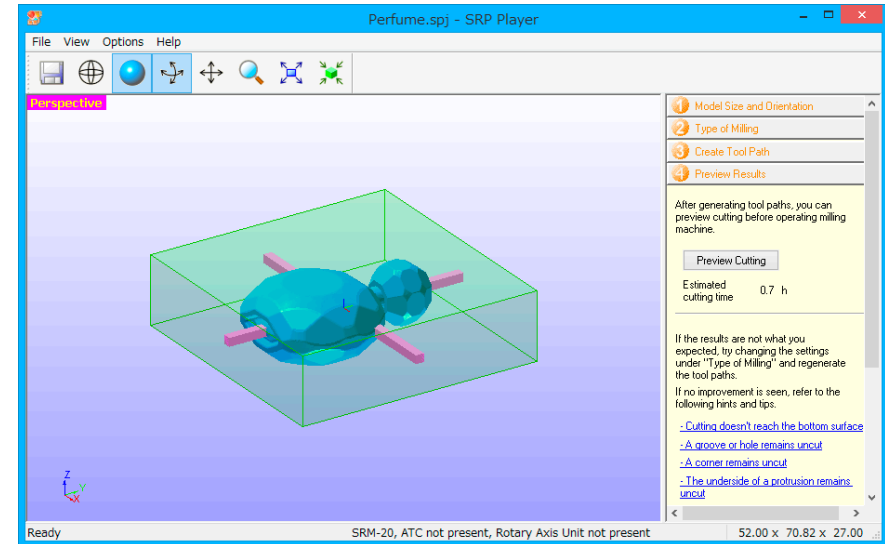 Perfume.spj - SRP Player
File View Options Help
Perspective
1 Model Size and Orientation
2 Type of Milling
3 Create Tool Path
4 Preview Results
After generating tool paths, you can
preview cutting before operating milling
machine.
Preview Cutting
Estimated
cutting time 0.7 h
If the results are not what you
expected, try changing the settings
under "Type of Milling" and regenerate
the tool paths.
If no improvement is seen, refer to the
following hints and tips.
- Cutting doesn't reach the bottom surface
- A groove or hole remains uncut
- A corner remains uncut
- The underside of a protrusion remains
uncut
Z
Y
X
Ready SRM-20, ATC not present, Rotary Axis Unit not present 52.00 x 70.82 x 27.00